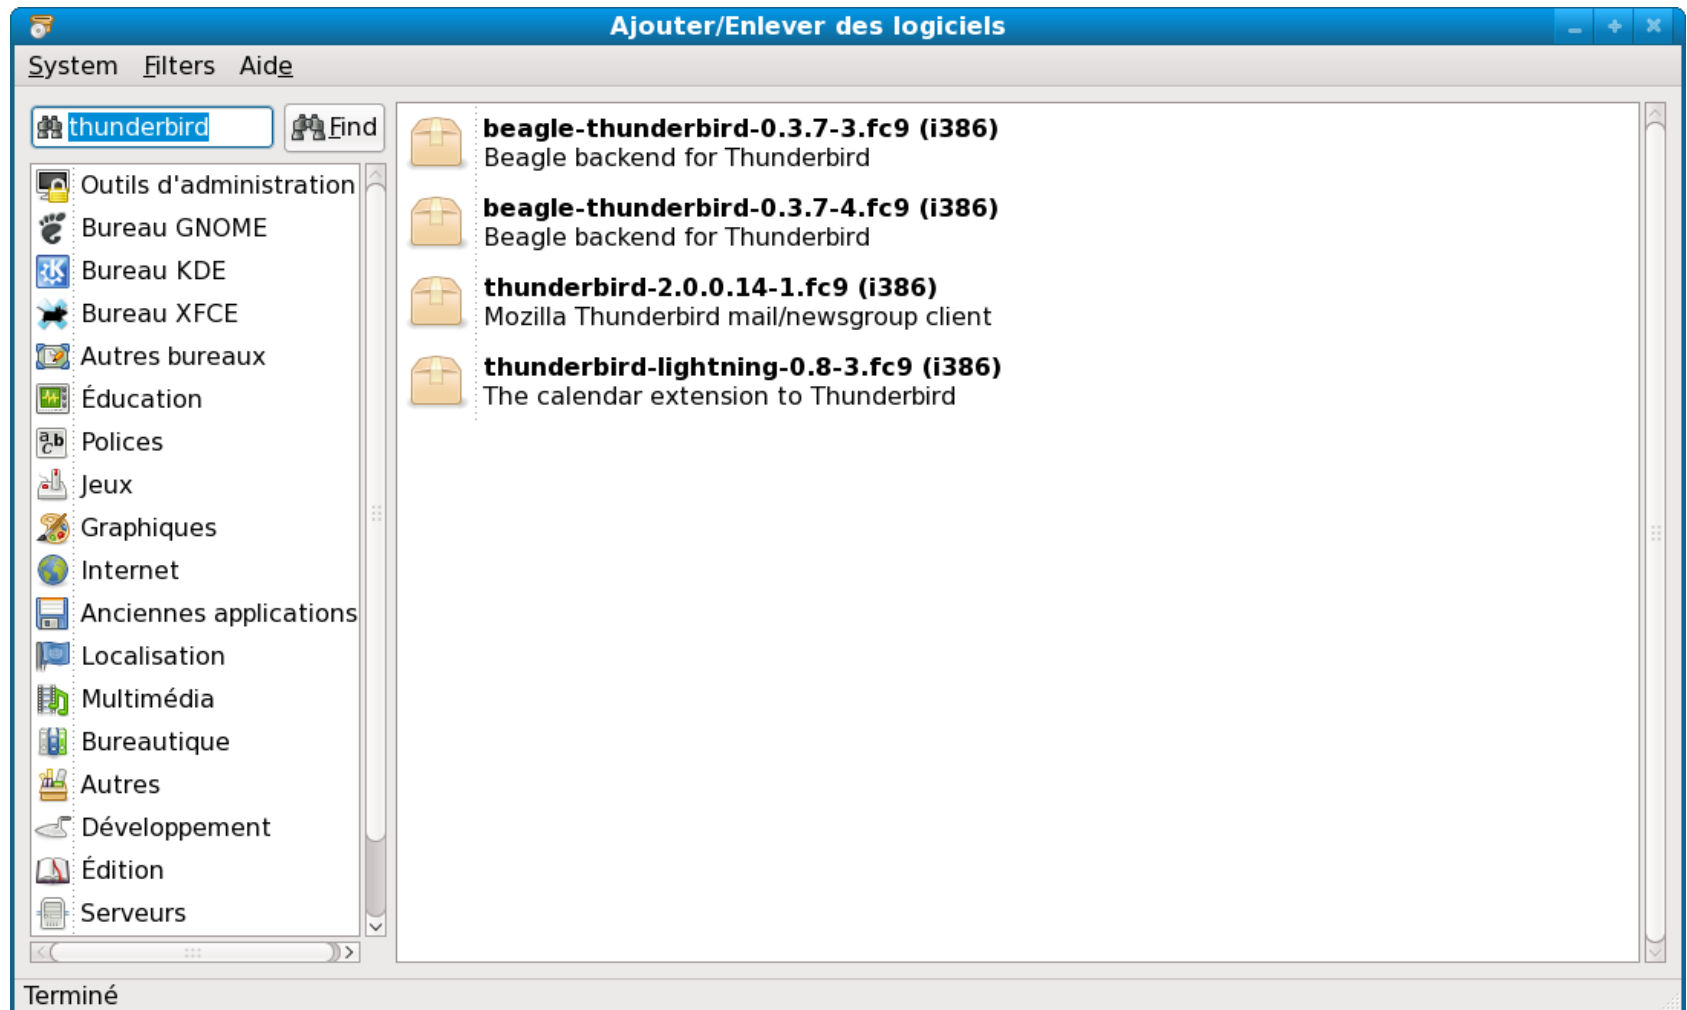 Ajouter/Enlever des logiciels
System Filters Aide
thunderbird
Find
Outils d'administration
Bureau GNOME
Bureau KDE
Bureau XFCE
Autres bureaux
Éducation
Polices
Jeux
Graphiques
Internet
Anciennes applications
Localisation
Multimédia
Bureautique
Autres
Développement
Édition
Serveurs
beagle-thunderbird-0.3.7-3.fc9 (i386)
Beagle backend for Thunderbird
beagle-thunderbird-0.3.7-4.fc9 (i386)
Beagle backend for Thunderbird
thunderbird-2.0.0.14-1.fc9 (i386)
Mozilla Thunderbird mail/newsgroup client
thunderbird-lightning-0.8-3.fc9 (i386)
The calendar extension to Thunderbird
Terminé